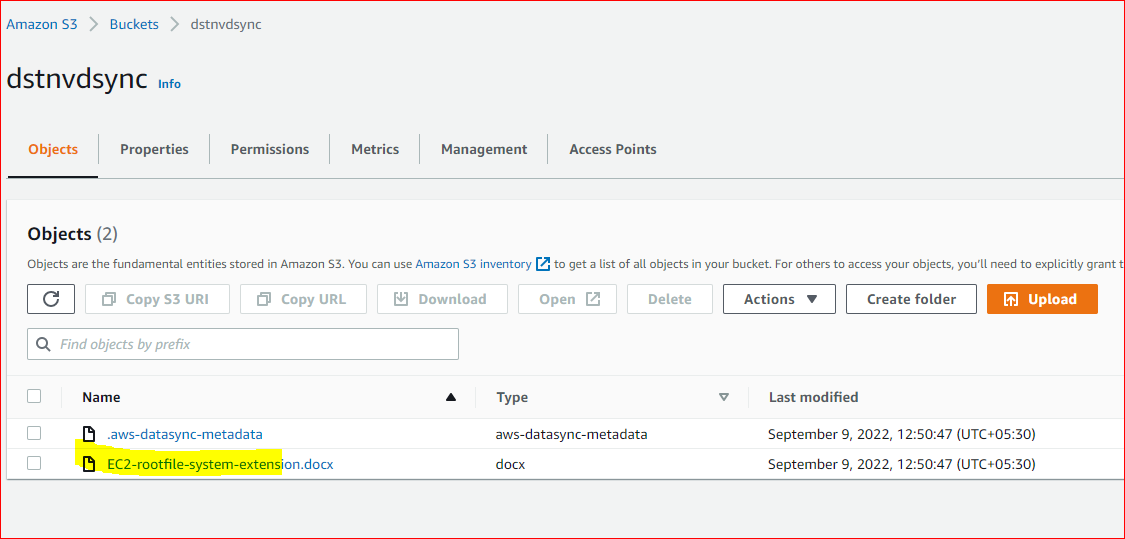 Amazon S3 > Buckets > dstnvdsync
dstnvdsync Info
Objects Properties Permissions Metrics Management Access Points
Objects (2)
Objects are the fundamental entities stored in Amazon S3. You can use Amazon S3 inventory to get a list of all objects in your bucket. For others to access your objects, you'll need to explicitly grant t
Copy S3 URI Copy URL Download Open Delete Actions Create folder Upload
Find objects by prefix
Name Type Last modified
.aws-datasync-metadata aws-datasync-metadata September 9, 2022, 12:50:47 (UTC+05:30)
EC2-rootfile-system-extension.docx docx September 9, 2022, 12:50:47 (UTC+05:30)